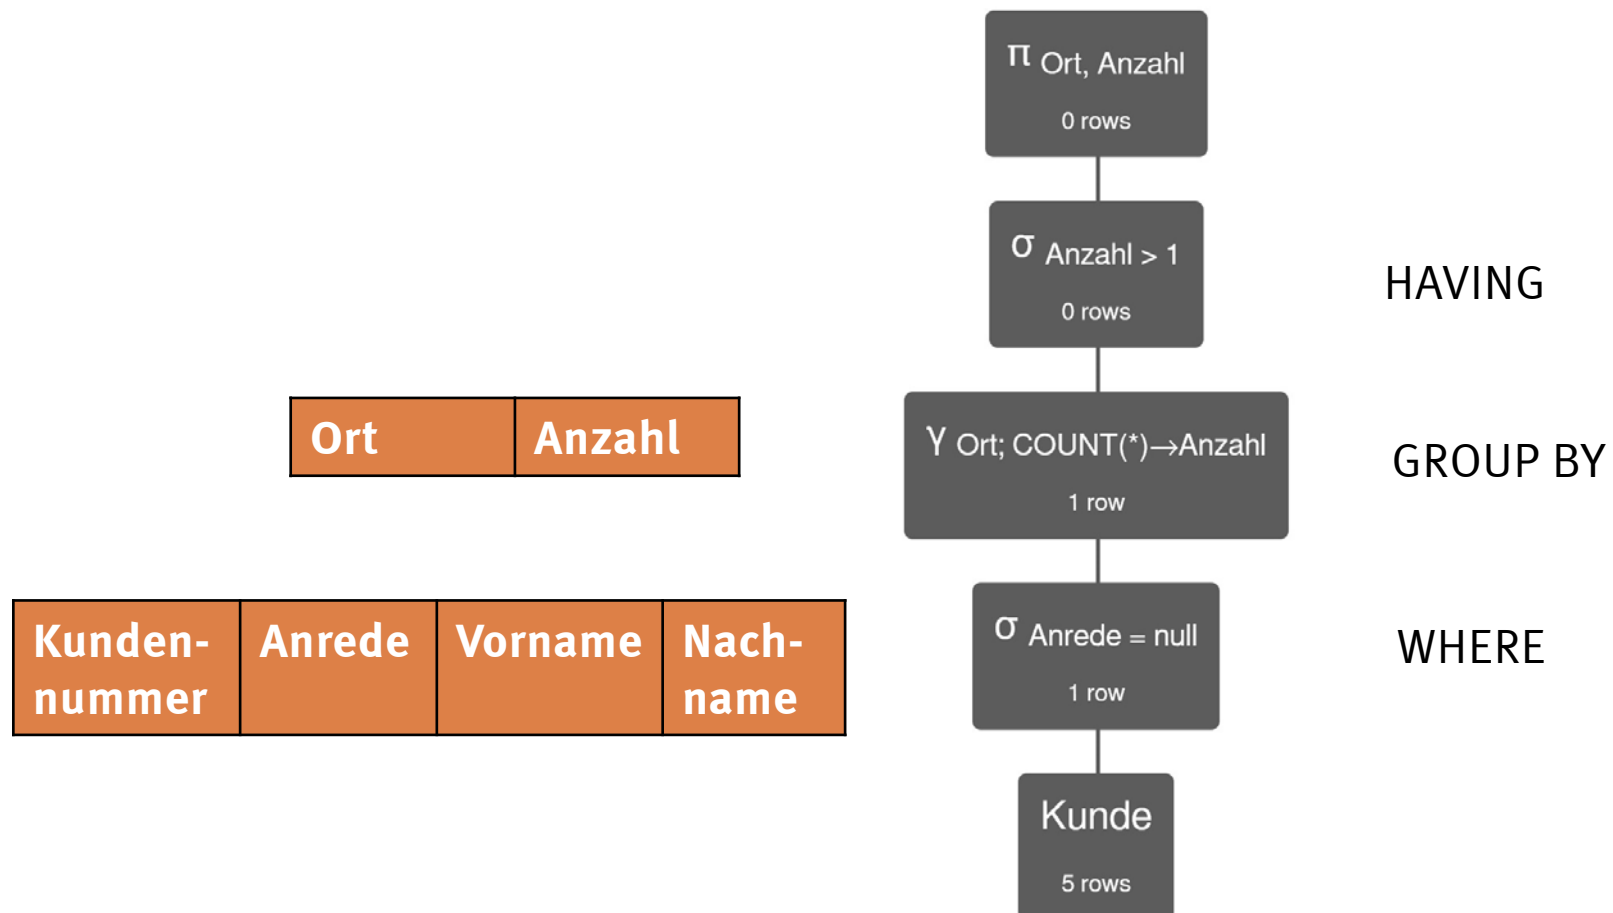 π Ort, Anzahl
0 rows
σ Anzahl > 1
0 rows
HAVING
Ort Anzahl
γ Ort; COUNT(*)→Anzahl
1 row
GROUP BY
Kunden-
nummer
Anrede
Vorname
Nach-
name
σ Anrede = null
1 row
WHERE
Kunde
5 rows